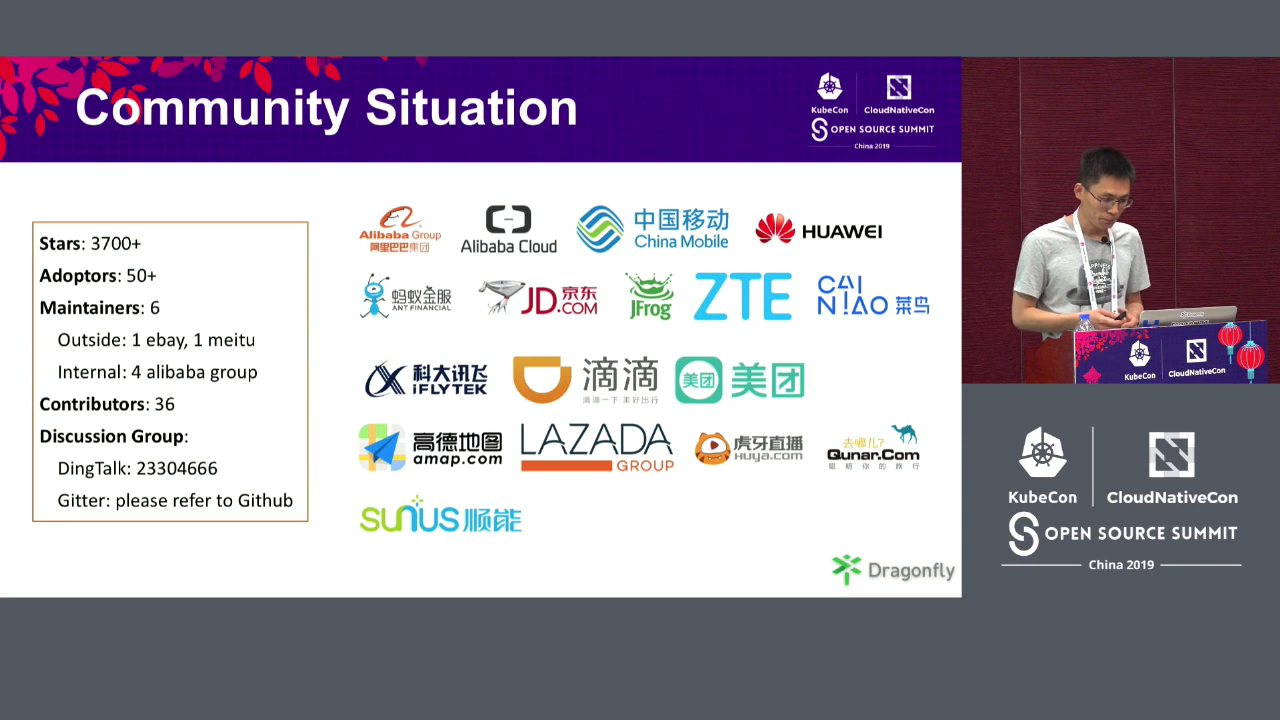 Community Situation
KubeCon
CloudNativeCon
OPEN SOURCE SUMMIT
China 2019
Stars: 3700+
Adoptors: 50+
Maintainers: 6
Outside: 1 ebay, 1 meitu
Internal: 4 alibaba group
Contributors: 36
Discussion Group:
DingTalk: 23304666
Gitter: please refer to Github
Alibaba Group
阿里巴巴集团
Alibaba Cloud
中国移动
China Mobile
HUAWEI
蚂蚁金服
ANT FINANCIAL
JD.COM 京东
JFrog
ZTE
CAI
NIAO 菜鸟
科大讯飞
iFLYTEK
滴滴
滴滴一下 美好出行
美团 美团
高德地图
amap.com
LAZADA
GROUP
虎牙直播
HUYA.COM
去哪儿?
Qunar.Com
聪明你的旅行
SUNUS 顺能
Dragonfly
KubeCon
CloudNativeCon
KubeCon
CloudNativeCon
OPEN SOURCE SUMMIT
China 2019